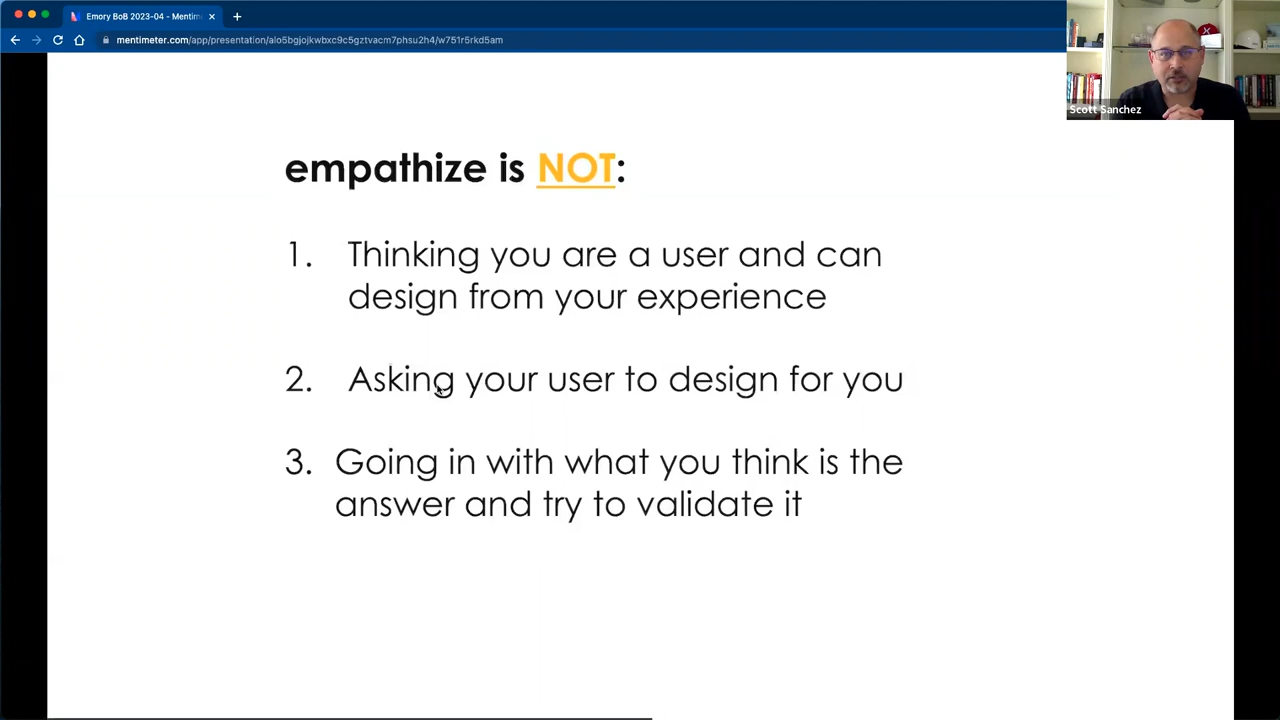 Emory BoB 2023-04 - Mentim
mentimeter.com/app/presentation/alo5bgjojkwbxc9c5gztvacm7phsu2h4/w751r5rkd5am
Scott Sanchez
empathize is NOT:
1. Thinking you are a user and can
design from your experience
2. Asking your user to design for you
3. Going in with what you think is the
answer and try to validate it